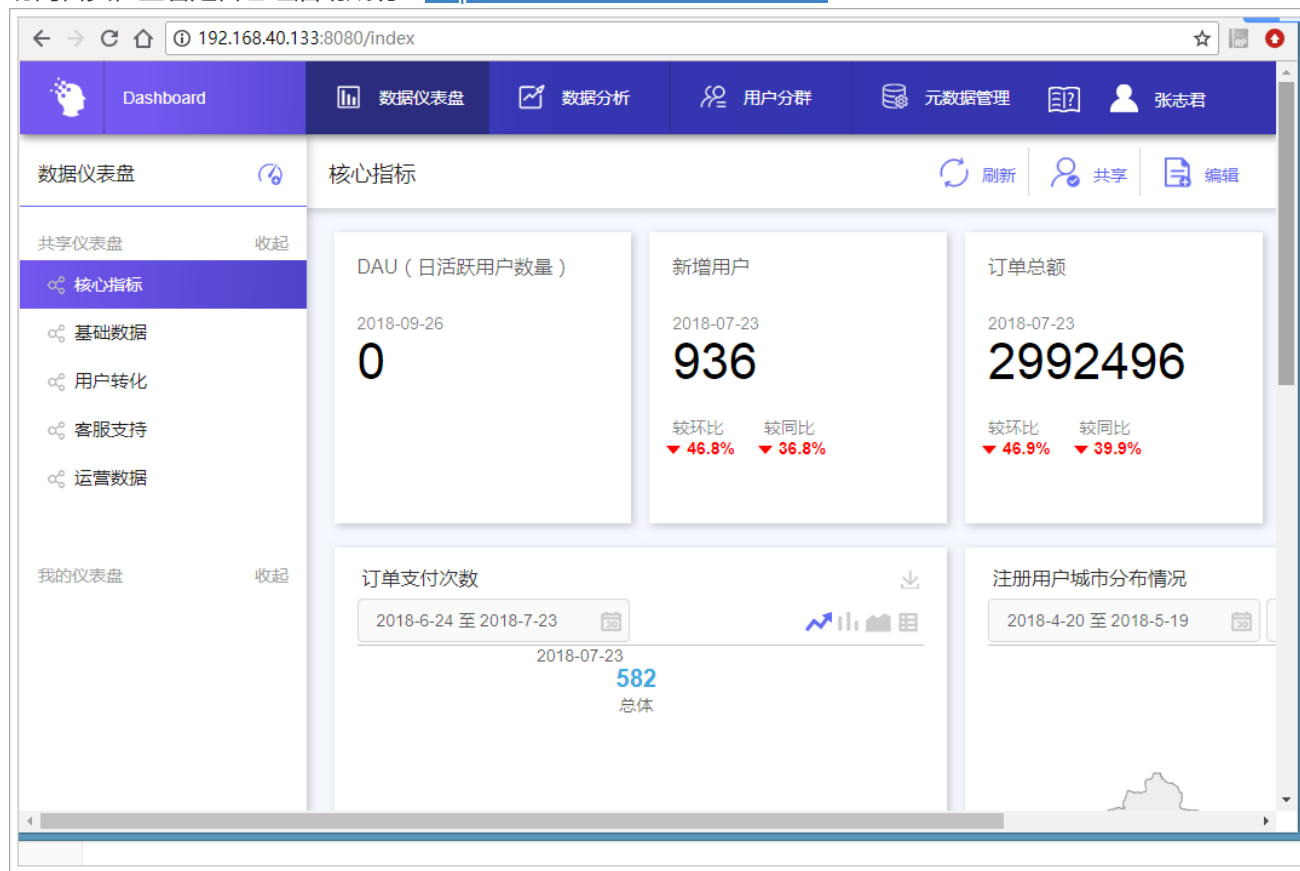 192.168.40.133:8080/index
Dashboard
数据仪表盘
数据分析
用户分群
元数据管理
张志君
数据仪表盘
核心指标
刷新
共享
编辑
共享仪表盘 收起
核心指标
基础数据
用户转化
客服支持
运营数据
我的仪表盘 收起
DAU ( 日活跃用户数量 )
2018-09-26
0
新增用户
2018-07-23
936
较环比 较同比
46.8% 36.8%
订单总额
2018-07-23
2992496
较环比 较同比
46.9% 39.9%
订单支付次数
2018-6-24 至 2018-7-23
30
2018-07-23
582
总体
注册用户城市分布情况
2018-4-20 至 2018-5-19
30